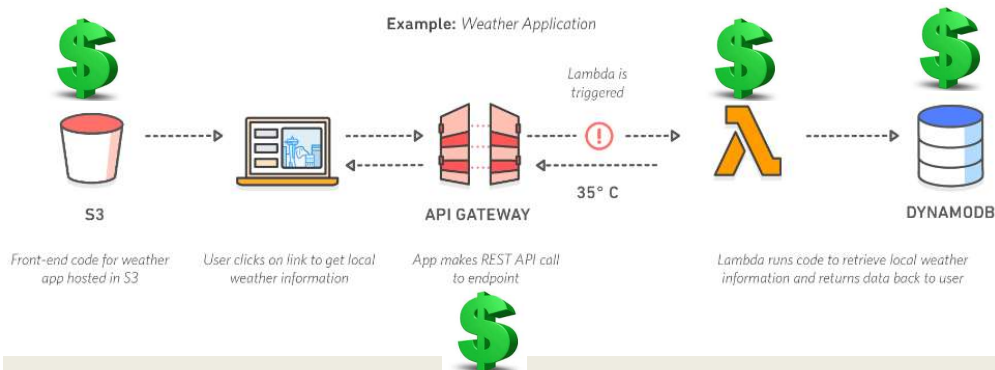 Example: Weather Application
Lambda is
triggered
35° C
S3
API GATEWAY
DYNAMODB
Front-end code for weather
app hosted in S3
User clicks on link to get local
weather information
App makes REST API call
to endpoint
Lambda runs code to retrieve local weather
information and returns data back to user